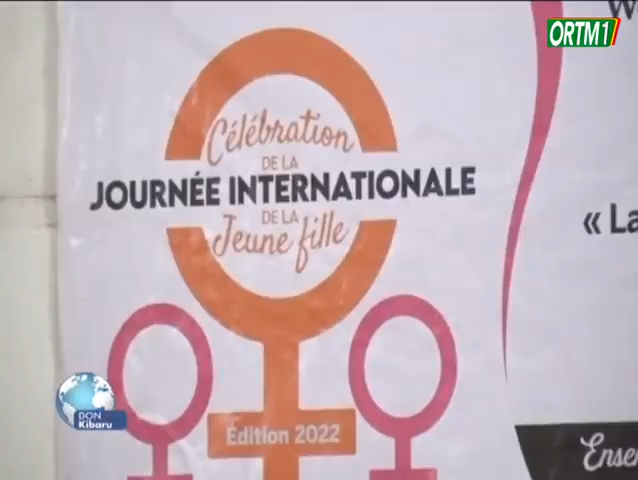 ORTM1
Célébration
DE LA
JOURNÉE INTERNATIONALE
DE LA
Jeune fille
« La
Édition 2022
DON
Kibaru